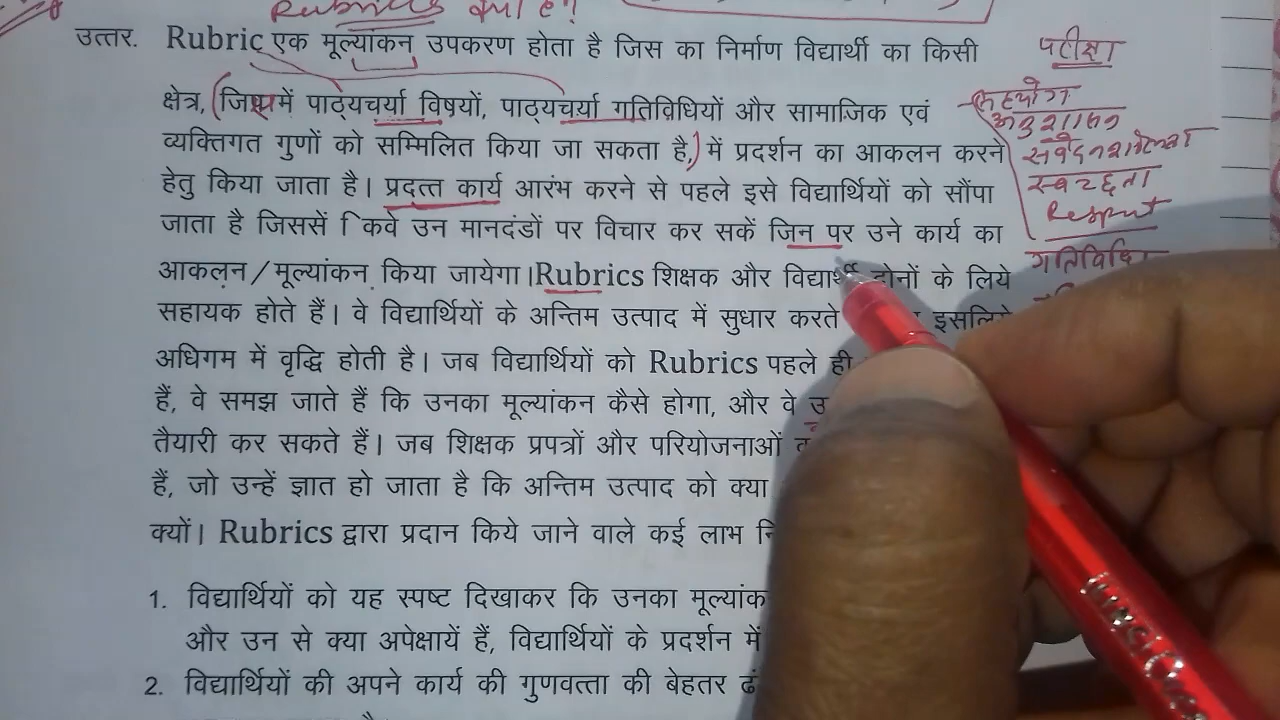 Rubrics क्या है?
उत्तर. Rubric एक मूल्यांकन उपकरण होता है जिस का निर्माण विद्यार्थी का किसी
परीक्षा
क्षेत्र, (जिसमें पाठ्यचर्या विषयों, पाठ्यचर्या गतिविधियों और सामाजिक एवं
सहयोग
अनुशासन
व्यक्तिगत गुणों को सम्मिलित किया जा सकता है,) में प्रदर्शन का आकलन करने
संवेदनशीलता
हेतु किया जाता है। प्रदत्त कार्य आरंभ करने से पहले इसे विद्यार्थियों को सौंपा
स्वच्छता
Respect
जाता है जिससें िकवे उन मानदंडों पर विचार कर सकें जिन पर उने कार्य का
गतिविधि
आकलन/मूल्यांकन किया जायेगा।Rubrics शिक्षक और विद्यार्थी दोनों के लिये
सहायक होते हैं। वे विद्यार्थियों के अन्तिम उत्पाद में सुधार करते इसलिये
अधिगम में वृद्धि होती है। जब विद्यार्थियों को Rubrics पहले ही
हैं, वे समझ जाते हैं कि उनका मूल्यांकन कैसे होगा, और वे
तैयारी कर सकते हैं। जब शिक्षक प्रपत्रों और परियोजनाओं
हैं, जो उन्हें ज्ञात हो जाता है कि अन्तिम उत्पाद को क्या
क्यों। Rubrics द्वारा प्रदान किये जाने वाले कई लाभ
1. विद्यार्थियों को यह स्पष्ट दिखाकर कि उनका
और उन से क्या अपेक्षायें हैं, विद्यार्थियों के प्रदर्शन में
2. विद्यार्थियों की अपने कार्य की गुणवत्ता की बेहतर